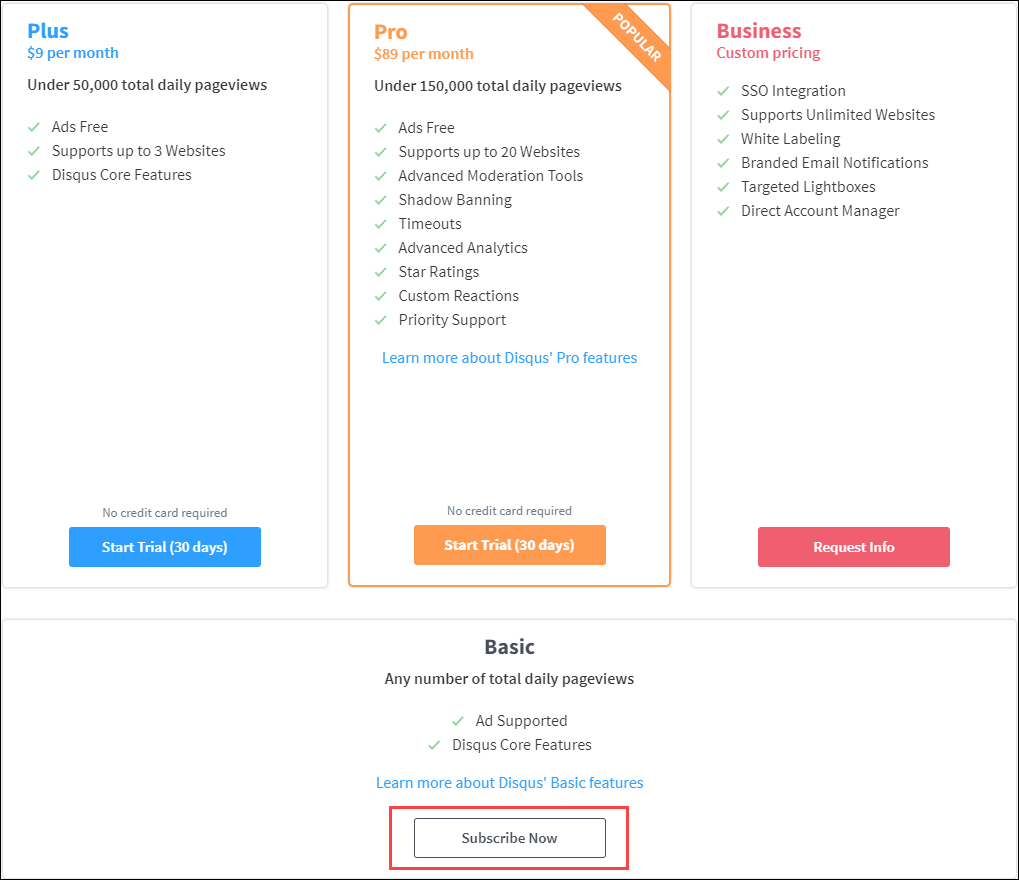 Plus
$9 per month
Under 50,000 total daily pageviews
Ads Free
Supports up to 3 Websites
Disqus Core Features
No credit card required
Start Trial (30 days)
POPULAR
Pro
$89 per month
Under 150,000 total daily pageviews
Ads Free
Supports up to 20 Websites
Advanced Moderation Tools
Shadow Banning
Timeouts
Advanced Analytics
Star Ratings
Custom Reactions
Priority Support
Learn more about Disqus' Pro features
No credit card required
Start Trial (30 days)
Business
Custom pricing
SSO Integration
Supports Unlimited Websites
White Labeling
Branded Email Notifications
Targeted Lightboxes
Direct Account Manager
Request Info
Basic
Any number of total daily pageviews
Ad Supported
Disqus Core Features
Learn more about Disqus' Basic features
Subscribe Now